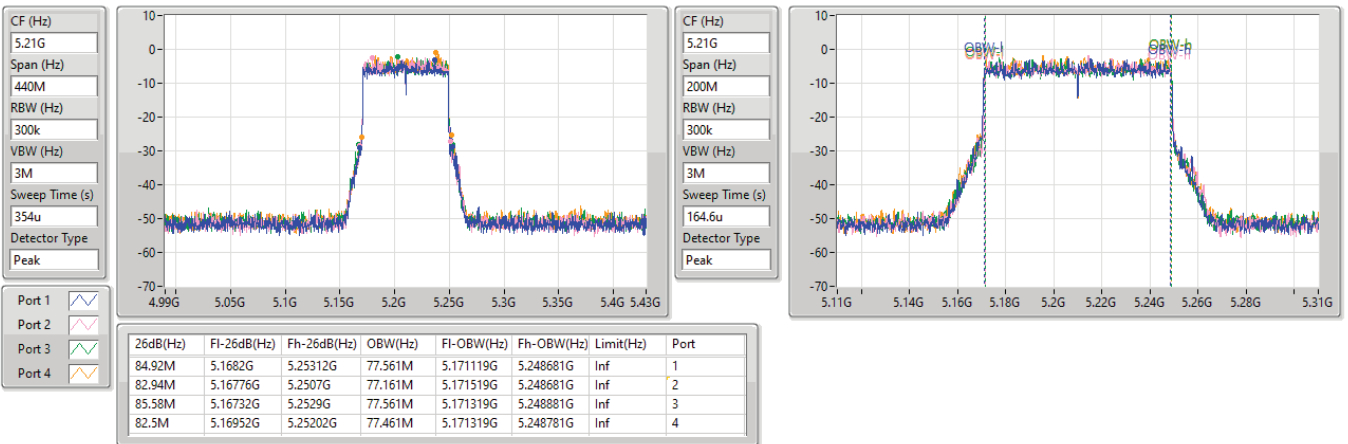 CF (Hz)
5.21G
Span (Hz)
440M
RBW (Hz)
300k
VBW (Hz)
3M
Sweep Time (s)
354u
Detector Type
Peak
10-
0-
-10-
-20-
-30-
-40-
-50-
-60-
-70-
4.99G 5.05G 5.1G 5.15G 5.2G 5.25G 5.3G 5.35G 5.4G 5.43G
CF (Hz)
5.21G
Span (Hz)
200M
RBW (Hz)
300k
VBW (Hz)
3M
Sweep Time (s)
164.6u
Detector Type
Peak
10-
0-
-10-
-20-
-30-
-40-
-50-
-60-
-70-
OBW-l OBW-h
5.11G 5.14G 5.16G 5.18G 5.2G 5.22G 5.24G 5.26G 5.28G 5.31G
Port 1
Port 2
Port 3
Port 4
26dB(Hz) Fl-26dB(Hz) Fh-26dB(Hz) OBW(Hz) Fl-OBW(Hz) Fh-OBW(Hz) Limit(Hz) Port
84.92M 5.1682G 5.25312G 77.561M 5.171119G 5.248681G Inf 1
82.94M 5.16776G 5.2507G 77.161M 5.171519G 5.248681G Inf 2
85.58M 5.16732G 5.2529G 77.561M 5.171319G 5.248881G Inf 3
82.5M 5.16952G 5.25202G 77.461M 5.171319G 5.248781G Inf 4